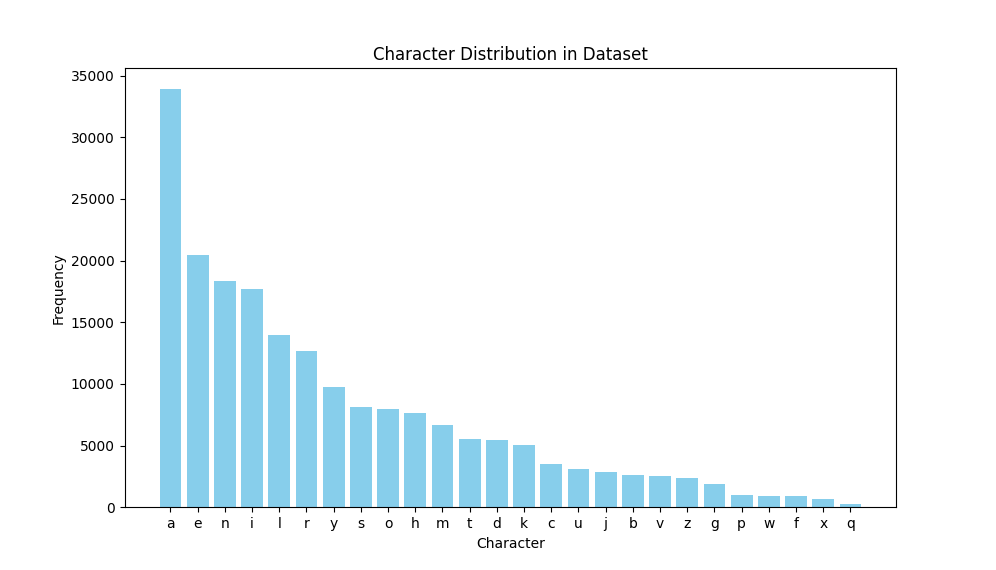 Character Distribution in Dataset
35000
30000
25000
20000
15000
10000
5000
0
Frequency
a e n i l r y s o h m t d k c u j b v z g p w f x q
Character